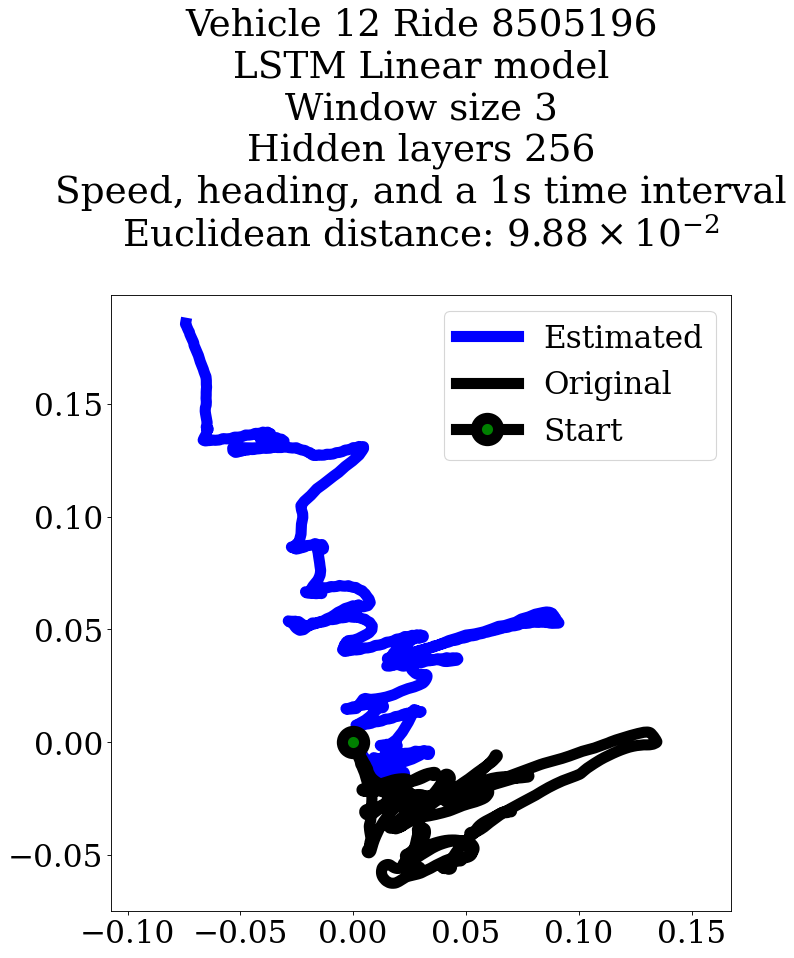 Vehicle 12 Ride 8505196
LSTM Linear model
Window size 3
Hidden layers 256
Speed, heading, and a 1s time interval
Euclidean distance: 9.88 × 10⁻²
Estimated
Original
Start
0.15
0.10
0.05
0.00
−0.05
−0.10 −0.05 0.00 0.05 0.10 0.15